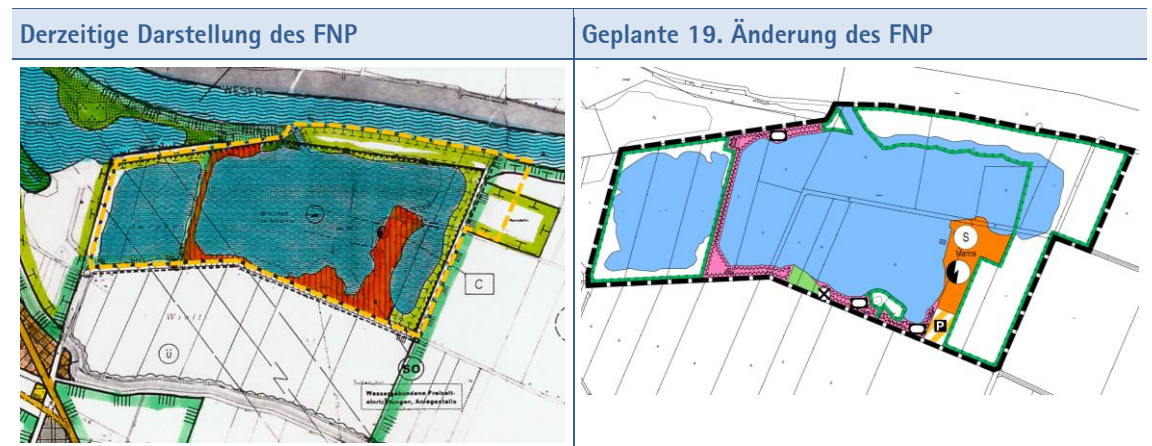 Derzeitige Darstellung des FNP
Geplante 19. Änderung des FNP
WESER
C
ü
SO
Wassergebundene Freizeit-
einrichtungen, Anlegestelle
S
Marina
P